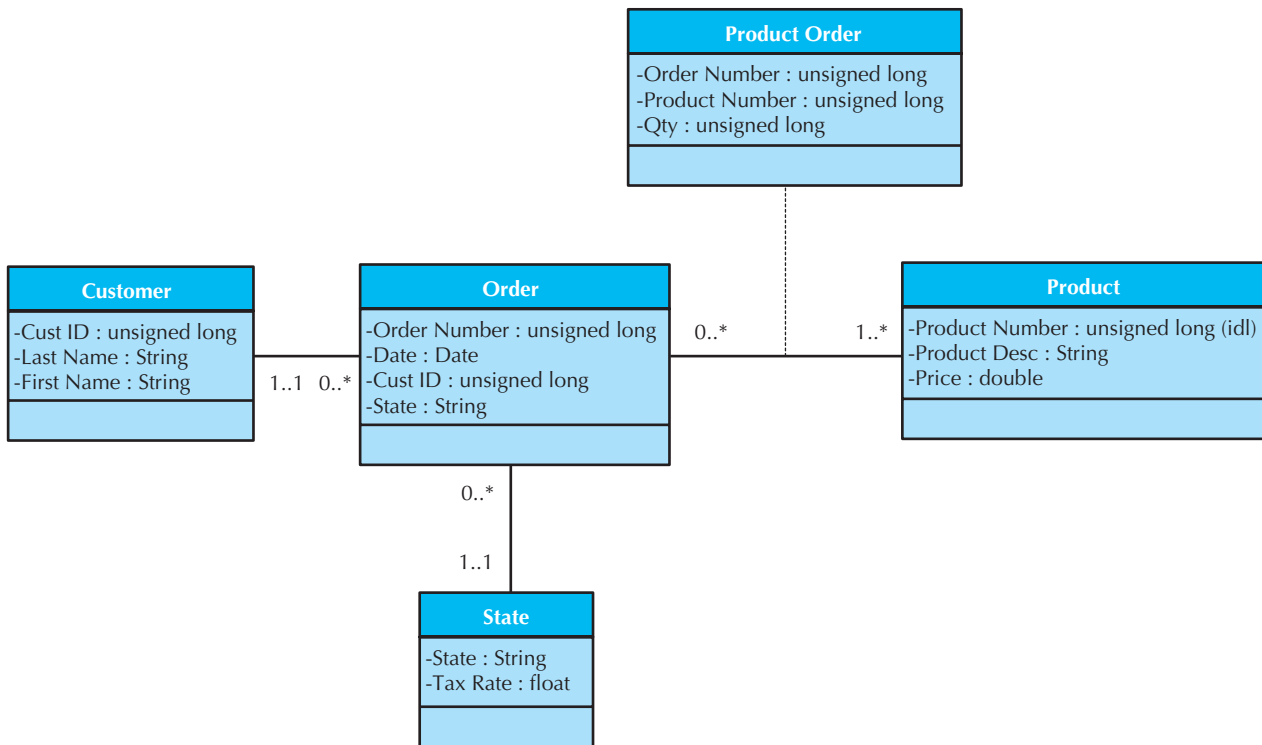 Product Order
-Order Number : unsigned long
-Product Number : unsigned long
-Qty : unsigned long
Customer
-Cust ID : unsigned long
-Last Name : String
-First Name : String
1..1 0..*
Order
-Order Number : unsigned long
-Date : Date
-Cust ID : unsigned long
-State : String
0..* 1..*
Product
-Product Number : unsigned long (idl)
-Product Desc : String
-Price : double
0..*
1..1
State
-State : String
-Tax Rate : float